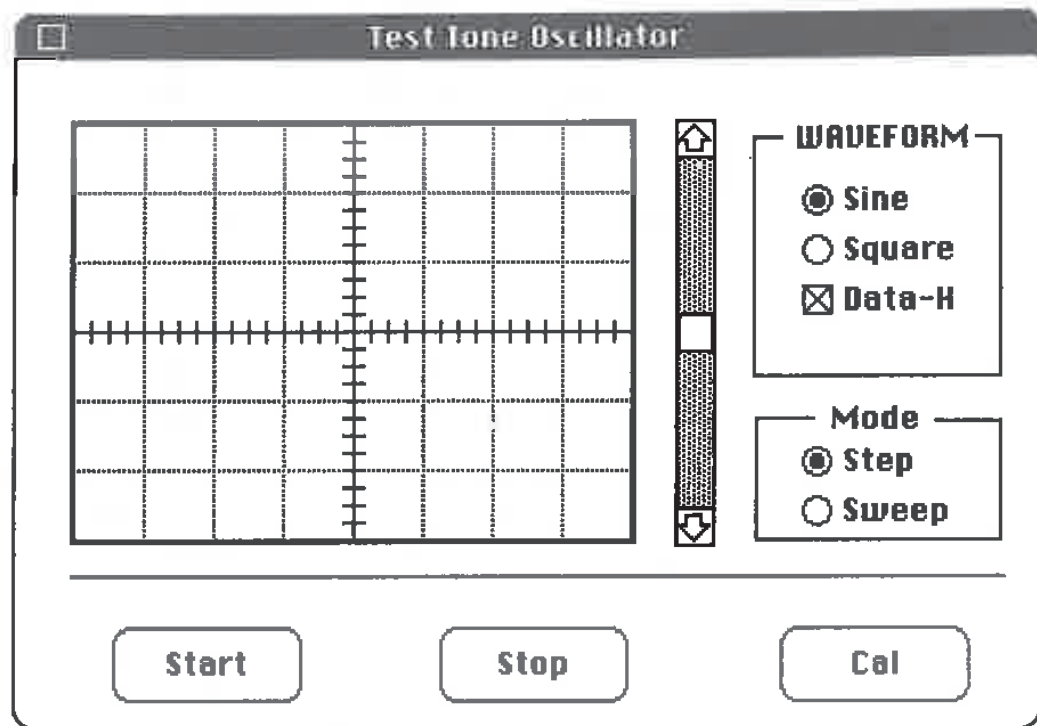 Test Tone Oscillator
WAVEFORM
Sine
Square
Data-H
Mode
Step
Sweep
Start
Stop
Cal